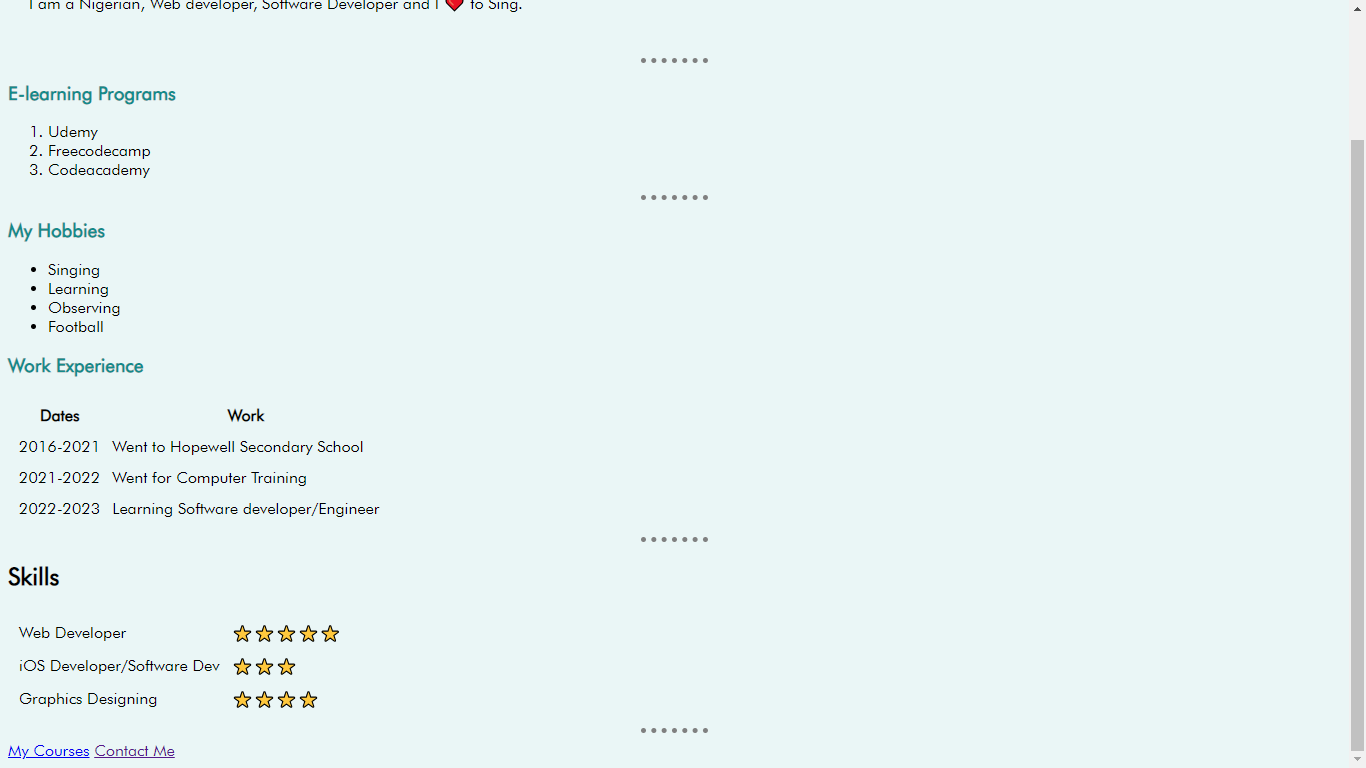 I am a Nigerian, Web developer, Software Developer and I ❤ to Sing.
E-learning Programs
1. Udemy
2. Freecodecamp
3. Codeacademy
My Hobbies
• Singing
• Learning
• Observing
• Football
Work Experience
Dates Work
2016-2021 Went to Hopewell Secondary School
2021-2022 Went for Computer Training
2022-2023 Learning Software developer/Engineer
Skills
Web Developer
iOS Developer/Software Dev
Graphics Designing
My Courses Contact Me